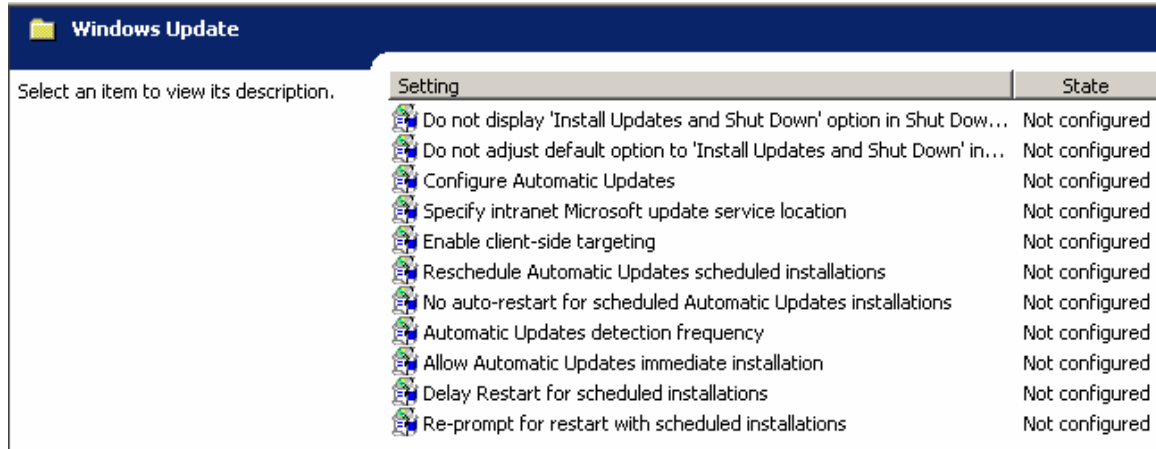 Windows Update
Select an item to view its description.
Setting State
Do not display 'Install Updates and Shut Down' option in Shut Dow... Not configured
Do not adjust default option to 'Install Updates and Shut Down' in... Not configured
Configure Automatic Updates Not configured
Specify intranet Microsoft update service location Not configured
Enable client-side targeting Not configured
Reschedule Automatic Updates scheduled installations Not configured
No auto-restart for scheduled Automatic Updates installations Not configured
Automatic Updates detection frequency Not configured
Allow Automatic Updates immediate installation Not configured
Delay Restart for scheduled installations Not configured
Re-prompt for restart with scheduled installations Not configured